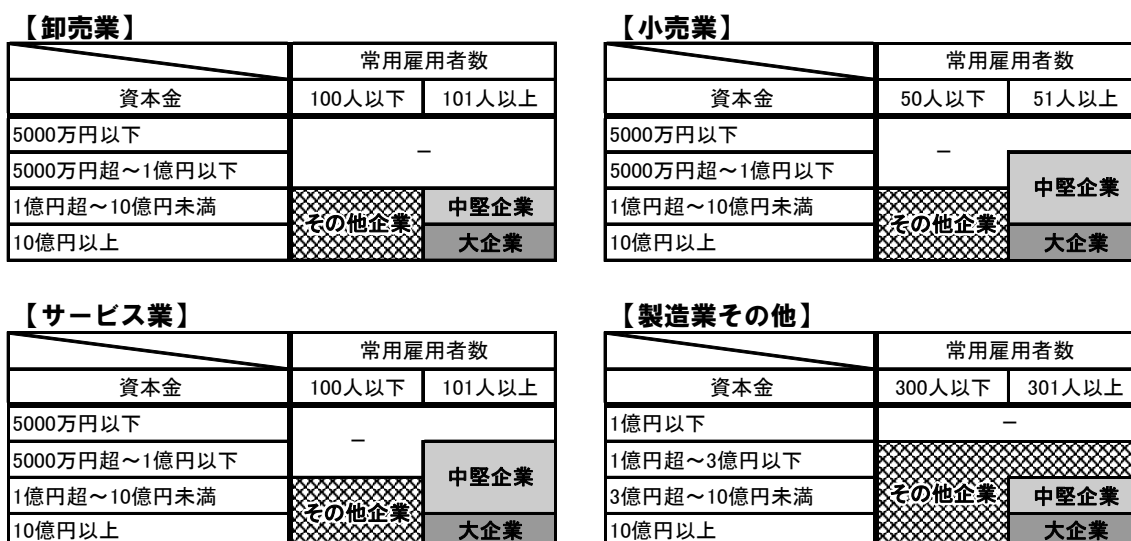 【卸売業】
常用雇用者数
資本金 100人以下 101人以上
5000万円以下
－
5000万円超～1億円以下
1億円超～10億円未満 その他企業 中堅企業
10億円以上 大企業
【小売業】
常用雇用者数
資本金 50人以下 51人以上
5000万円以下
－
5000万円超～1億円以下
中堅企業
1億円超～10億円未満 その他企業
10億円以上 大企業
【サービス業】
常用雇用者数
資本金 100人以下 101人以上
5000万円以下
－
5000万円超～1億円以下
中堅企業
1億円超～10億円未満 その他企業
10億円以上 大企業
【製造業その他】
常用雇用者数
資本金 300人以下 301人以上
1億円以下 －
1億円超～3億円以下
3億円超～10億円未満 その他企業 中堅企業
10億円以上 大企業